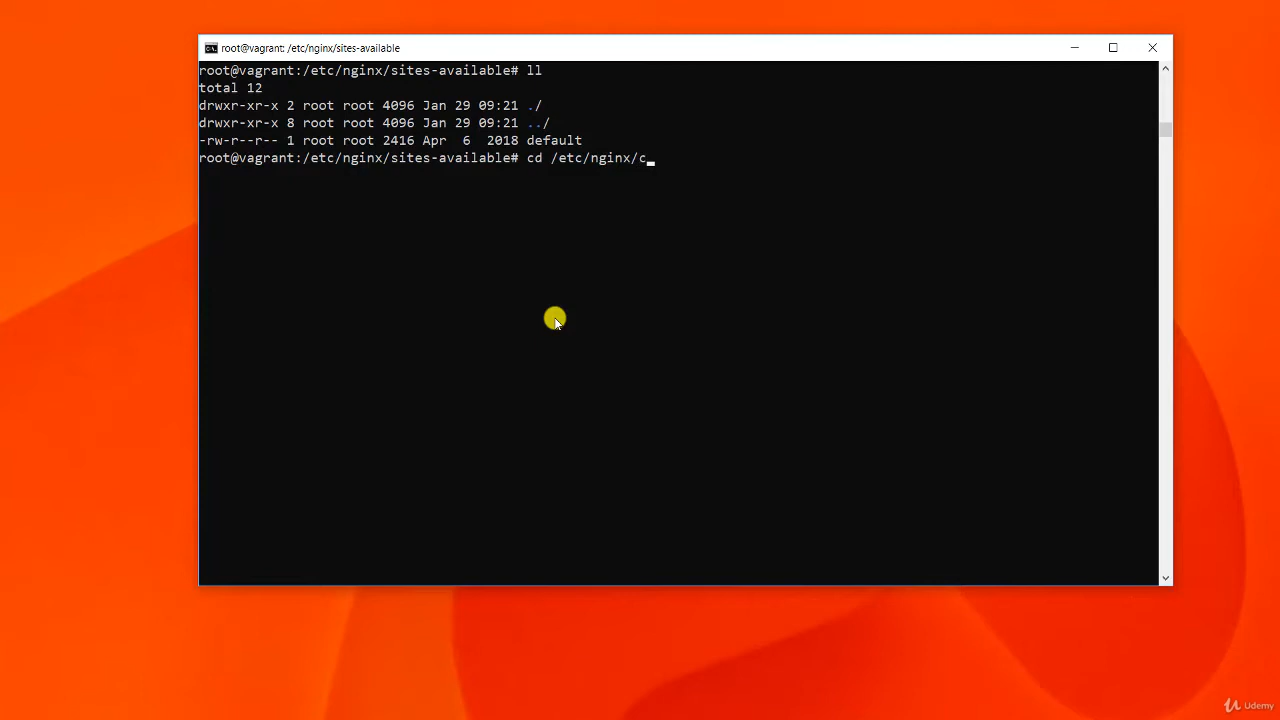 root@vagrant: /etc/nginx/sites-available
root@vagrant:/etc/nginx/sites-available# ll
total 12
drwxr-xr-x 2 root root 4096 Jan 29 09:21 ./
drwxr-xr-x 8 root root 4096 Jan 29 09:21 ../
-rw-r--r-- 1 root root 2416 Apr  6  2018 default
root@vagrant:/etc/nginx/sites-available# cd /etc/nginx/c
Udemy